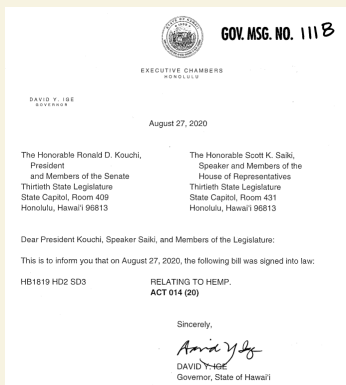 GOV. MSG. NO. 111B
EXECUTIVE CHAMBERS
HONOLULU
DAVID Y. IGE
GOVERNOR
August 27, 2020
The Honorable Ronald D. Kouchi,
President
and Members of the Senate
Thirtieth State Legislature
State Capitol, Room 409
Honolulu, Hawai'i 96813
The Honorable Scott K. Saiki,
Speaker and Members of the
House of Representatives
Thirtieth State Legislature
State Capitol, Room 431
Honolulu, Hawai'i 96813
Dear President Kouchi, Speaker Saiki, and Members of the Legislature:
This is to inform you that on August 27, 2020, the following bill was signed into law:
HB1819 HD2 SD3 RELATING TO HEMP.
ACT 014 (20)
Sincerely,
David Y Ige
DAVID Y. IGE
Governor, State of Hawai'i